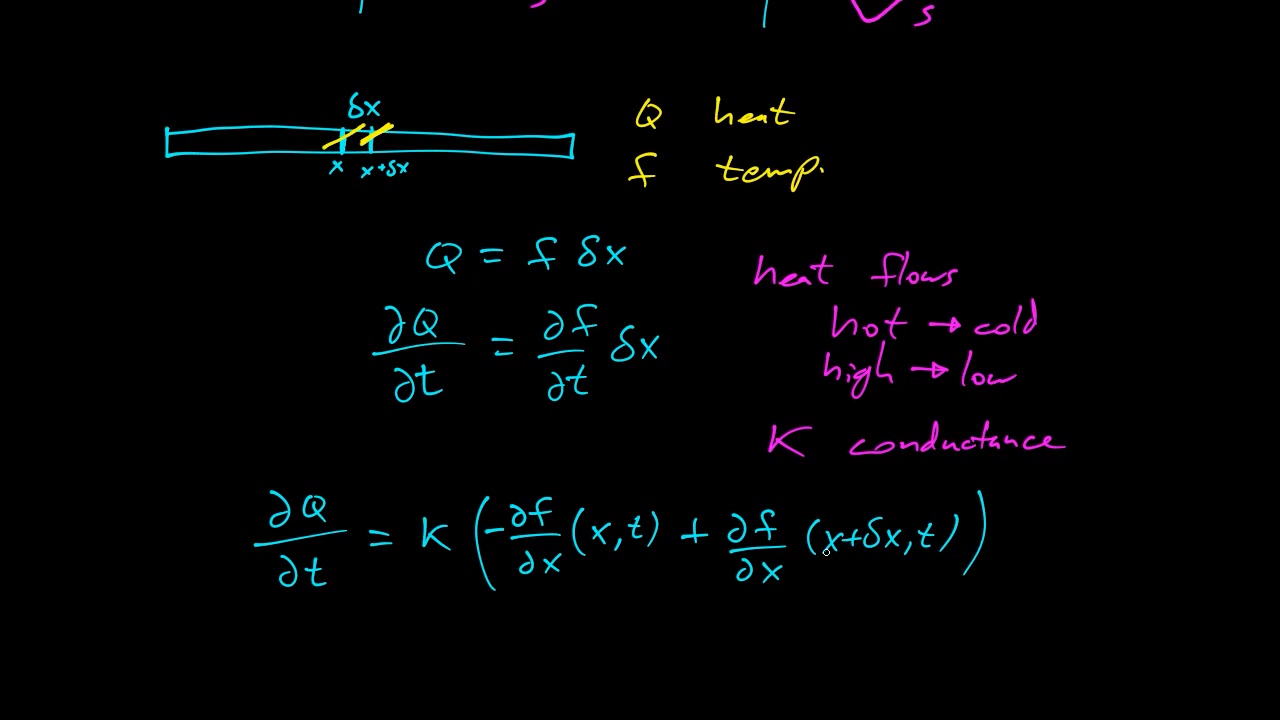 s s
δx
x x+δx
Q heat
f temp.
Q = f δx
∂Q/∂t = ∂f/∂t δx
heat flows
hot → cold
high → low
K conductance
∂Q/∂t = K (-∂f/∂x (x,t) + ∂f/∂x (x+δx,t))